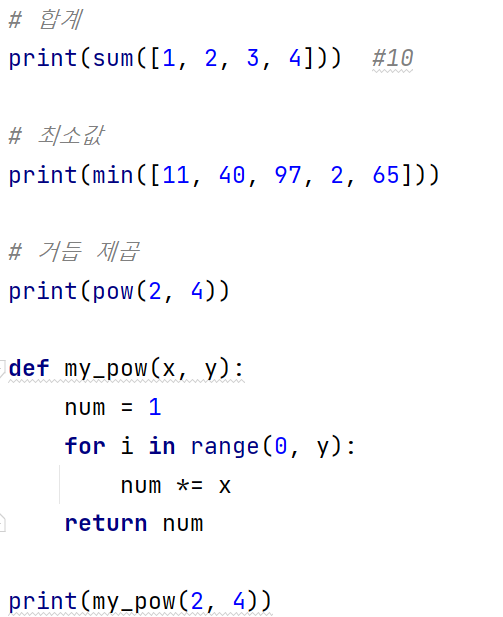 # 합계
print(sum([1, 2, 3, 4]))  #10
# 최소값
print(min([11, 40, 97, 2, 65]))
# 거듭 제곱
print(pow(2, 4))
def my_pow(x, y):
    num = 1
    for i in range(0, y):
        num *= x
    return num
print(my_pow(2, 4))